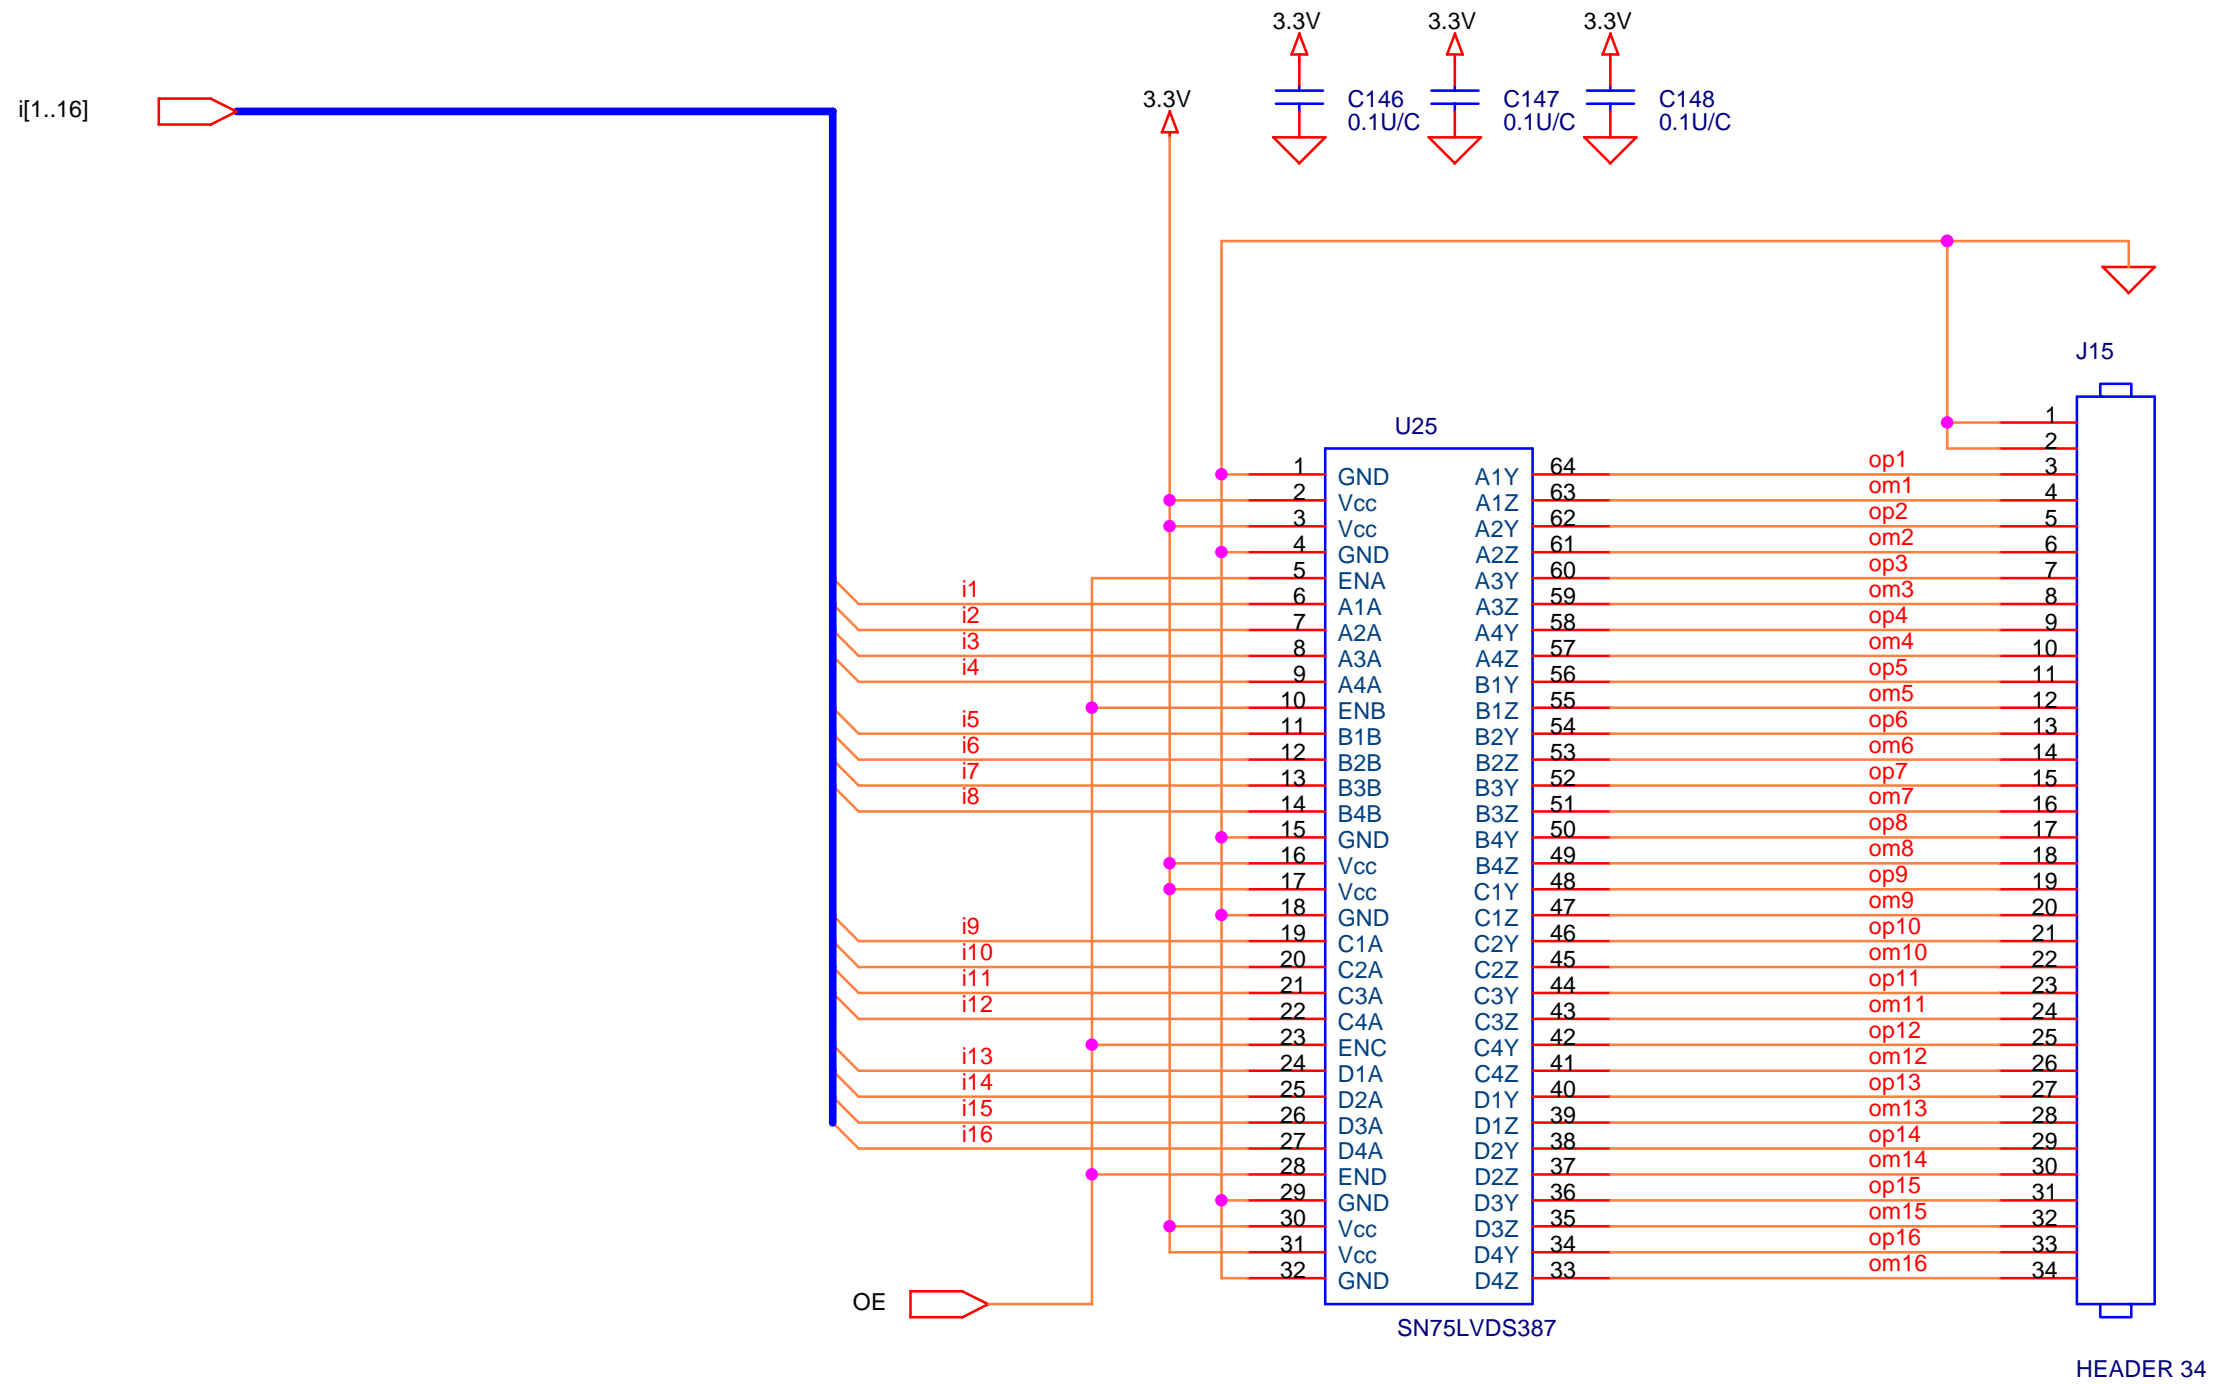 3.3V 3.3V 3.3V
i[1..16] 3.3V C146 C147 C148
0.1U/C 0.1U/C 0.1U/C
J15
U25
1
2
1 GND A1Y 64 op1 3
2 Vcc A1Z 63 om1 4
3 Vcc A2Y 62 op2 5
4 GND A2Z 61 om2 6
5 ENA A3Y 60 op3 7
i1 6 A1A A3Z 59 om3 8
i2 7 A2A A4Y 58 op4 9
i3 8 A3A A4Z 57 om4 10
i4 9 A4A B1Y 56 op5 11
10 ENB B1Z 55 om5 12
i5 11 B1B B2Y 54 op6 13
i6 12 B2B B2Z 53 om6 14
i7 13 B3B B3Y 52 op7 15
i8 14 B4B B3Z 51 om7 16
15 GND B4Y 50 op8 17
16 Vcc B4Z 49 om8 18
17 Vcc C1Y 48 op9 19
18 GND C1Z 47 om9 20
i9 19 C1A C2Y 46 op10 21
i10 20 C2A C2Z 45 om10 22
i11 21 C3A C3Y 44 op11 23
i12 22 C4A C3Z 43 om11 24
23 ENC C4Y 42 op12 25
i13 24 D1A C4Z 41 om12 26
i14 25 D2A D1Y 40 op13 27
i15 26 D3A D1Z 39 om13 28
i16 27 D4A D2Y 38 op14 29
28 END D2Z 37 om14 30
29 GND D3Y 36 op15 31
30 Vcc D3Z 35 om15 32
31 Vcc D4Y 34 op16 33
32 GND D4Z 33 om16 34
OE
SN75LVDS387
HEADER 34